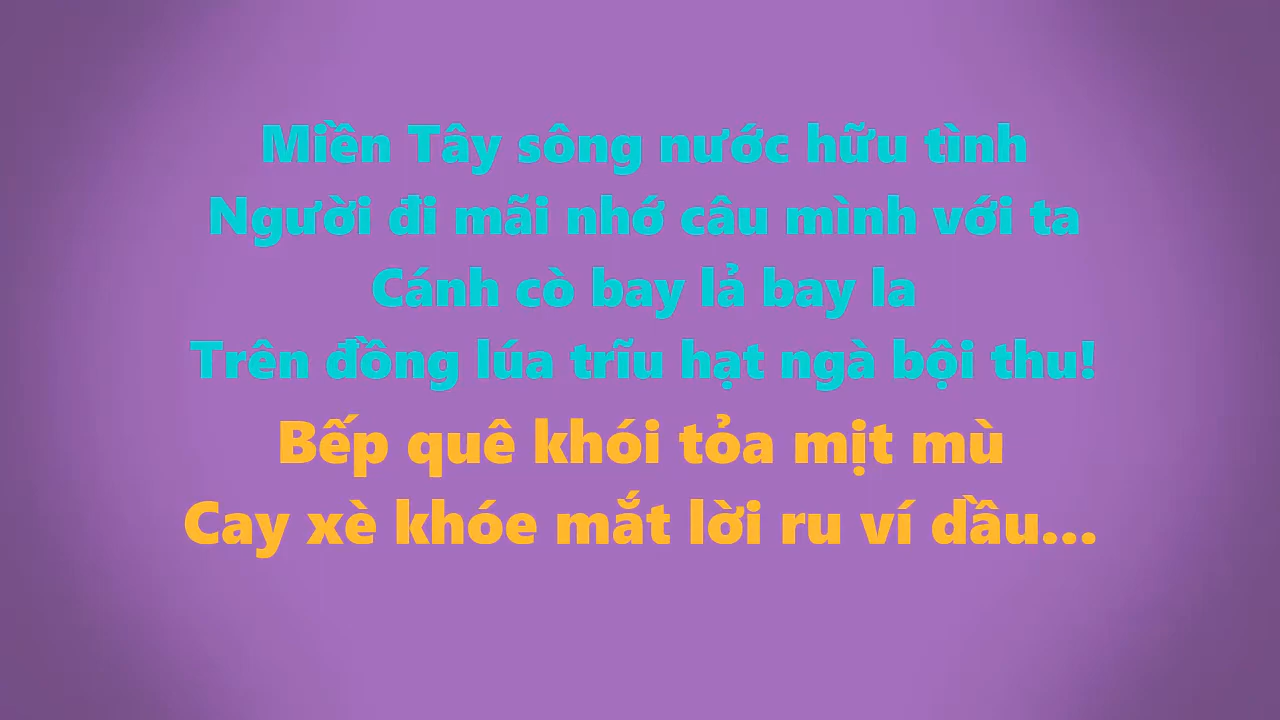 Miền Tây sông nước hữu tình
Người đi mãi nhớ câu mình với ta
Cánh cò bay lả bay la
Trên đồng lúa trĩu hạt ngà bội thu!
Bếp quê khói tỏa mịt mù
Cay xè khóe mắt lời ru ví dầu...